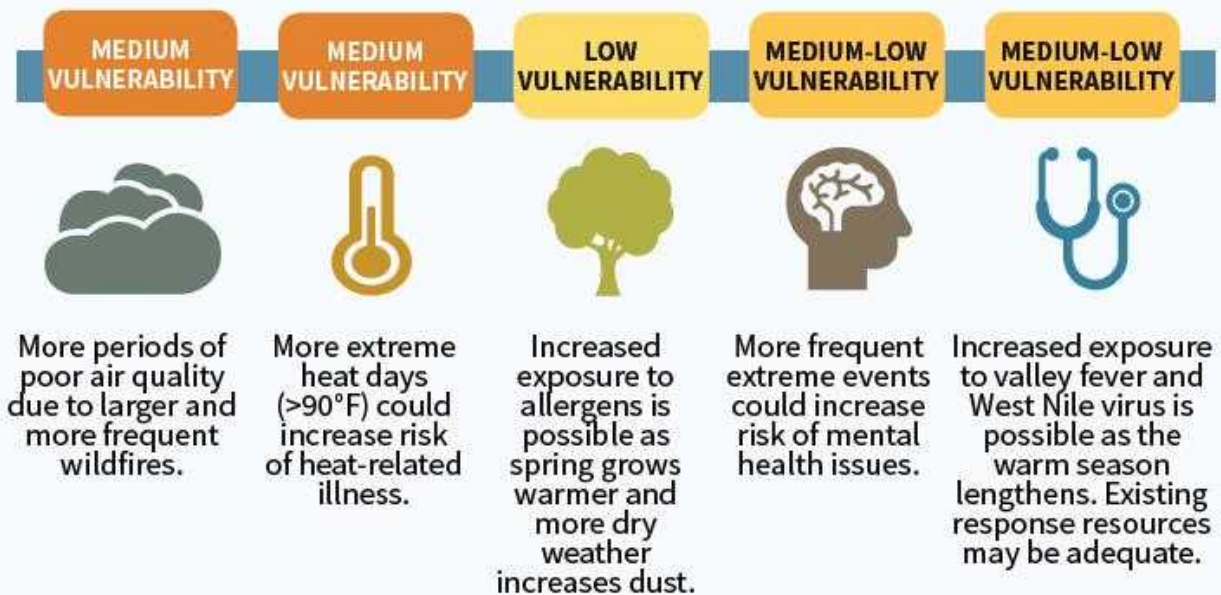 MEDIUM
VULNERABILITY
MEDIUM
VULNERABILITY
LOW
VULNERABILITY
MEDIUM-LOW
VULNERABILITY
MEDIUM-LOW
VULNERABILITY
More periods of
poor air quality
due to larger and
more frequent
wildfires.
More extreme
heat days
(>90°F) could
increase risk
of heat-related
illness.
Increased
exposure to
allergens is
possible as
spring grows
warmer and
more dry
weather
increases dust.
More frequent
extreme events
could increase
risk of mental
health issues.
Increased exposure
to valley fever and
West Nile virus is
possible as the
warm season
lengthens. Existing
response resources
may be adequate.